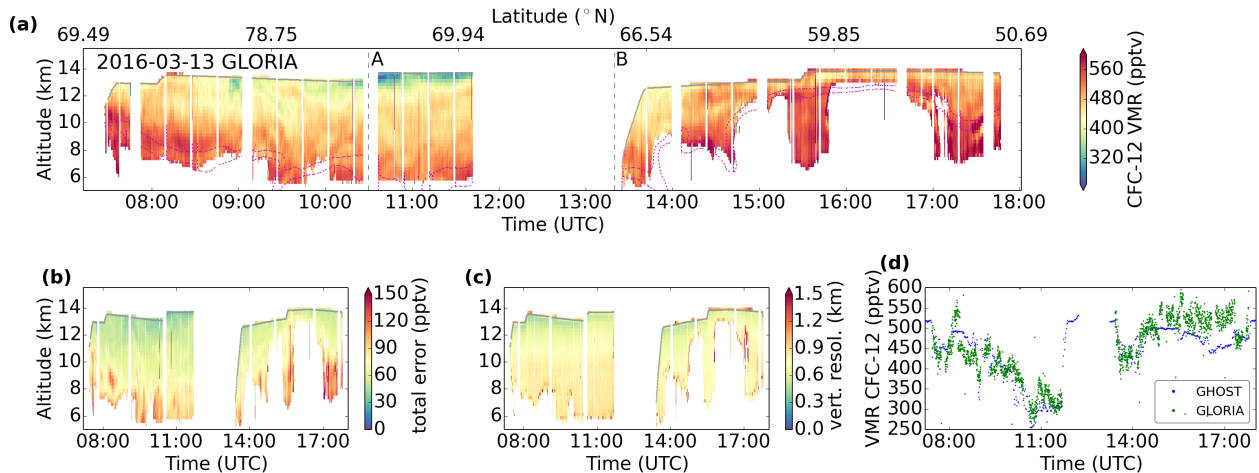 Latitude (°N)
(a)
69.49 78.75 69.94 66.54 59.85 50.69
2016-03-13 GLORIA
A
B
Altitude (km)
14
12
10
8
6
08:00 09:00 10:00 11:00 12:00 13:00 14:00 15:00 16:00 17:00 18:00
Time (UTC)
560
480
400
320
CFC-12 VMR (pptv)
(b)
Altitude (km)
14
12
10
8
6
08:00 11:00 14:00 17:00
Time (UTC)
150
120
90
60
30
0
total error (pptv)
(c)
14
12
10
8
6
08:00 11:00 14:00 17:00
Time (UTC)
1.5
1.2
0.9
0.6
0.3
0.0
vert. resol. (km)
(d)
VMR CFC-12 (pptv)
600
550
500
450
400
350
300
250
08:00 11:00 14:00 17:00
Time (UTC)
GHOST
GLORIA